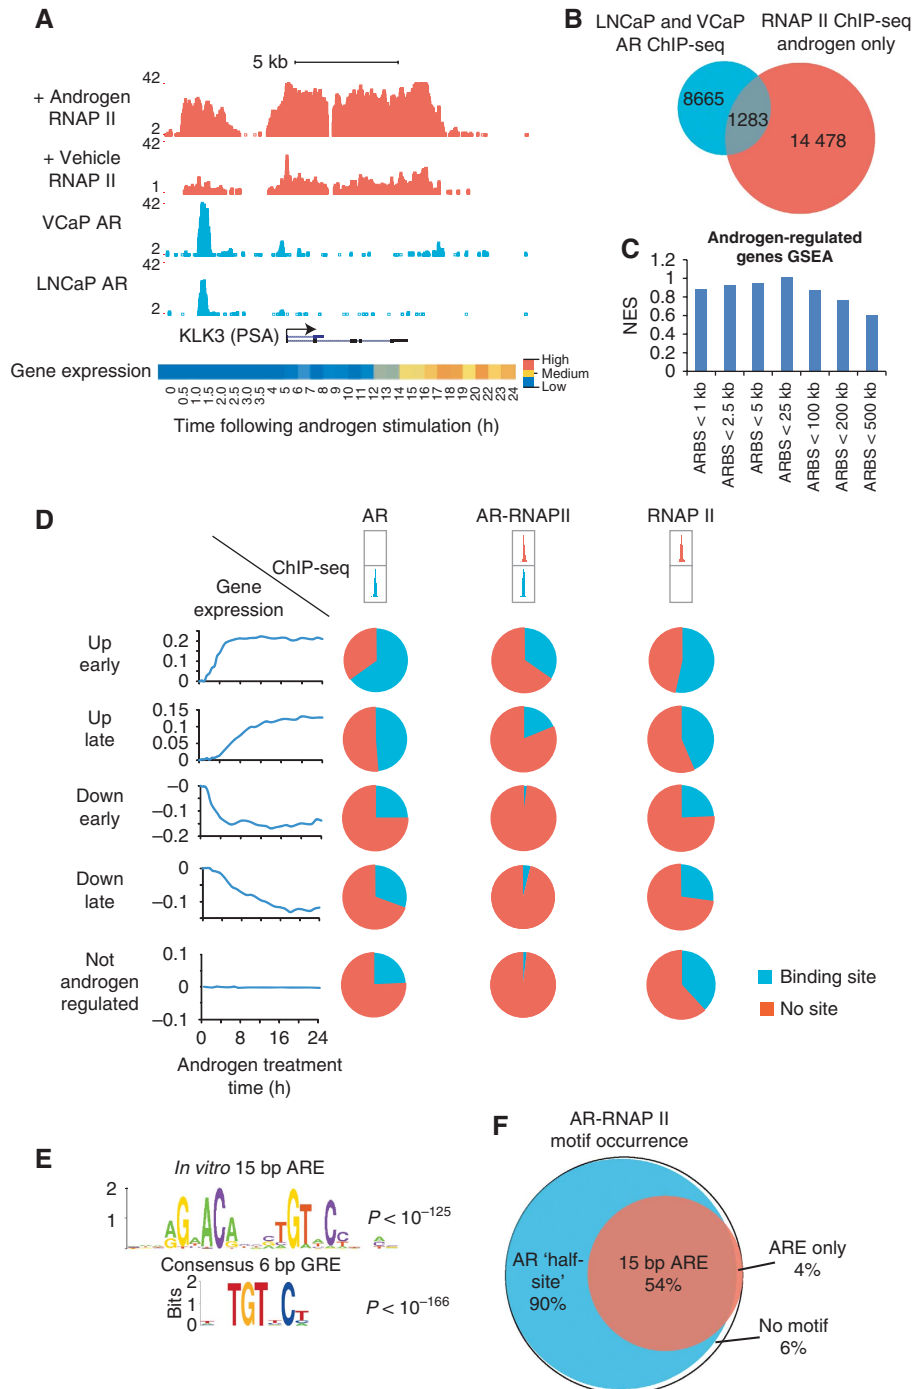 A
5 kb
+ Androgen
RNAP II
42
2
+ Vehicle
RNAP II
42
1
VCaP AR
42
2
LNCaP AR
42
2
KLK3 (PSA)
Gene expression
High
Medium
Low
0 0.5 1.0 1.5 2.0 2.5 3.0 3.5 4 5 6 7 8 9 10 11 12 13 14 15 16 17 18 19 20 21 22 23 24
Time following androgen stimulation (h)
B
LNCaP and VCaP
AR ChIP-seq
RNAP II ChIP-seq
androgen only
8665
1283
14 478
C
Androgen-regulated
genes GSEA
NES
1.2
1
0.8
0.6
0.4
0.2
0
ARBS < 1 kb
ARBS < 2.5 kb
ARBS < 5 kb
ARBS < 25 kb
ARBS < 100 kb
ARBS < 200 kb
ARBS < 500 kb
D
AR
AR-RNAPII
RNAP II
ChIP-seq
Gene
expression
Up
early
0.2
0.1
0
Up
late
0.15
0.1
0.05
0
Down
early
−0
−0.1
−0.2
Down
late
0
−0.1
Not
androgen
regulated
0.1
0
−0.1
0 8 16 24
Androgen treatment
time (h)
Binding site
No site
E
In vitro 15 bp ARE
2
1
P < 10−125
Consensus 6 bp GRE
Bits
2
1
0
TGT C
P < 10−166
F
AR-RNAP II
motif occurrence
AR 'half-
site'
90%
15 bp ARE
54%
ARE only
4%
No motif
6%